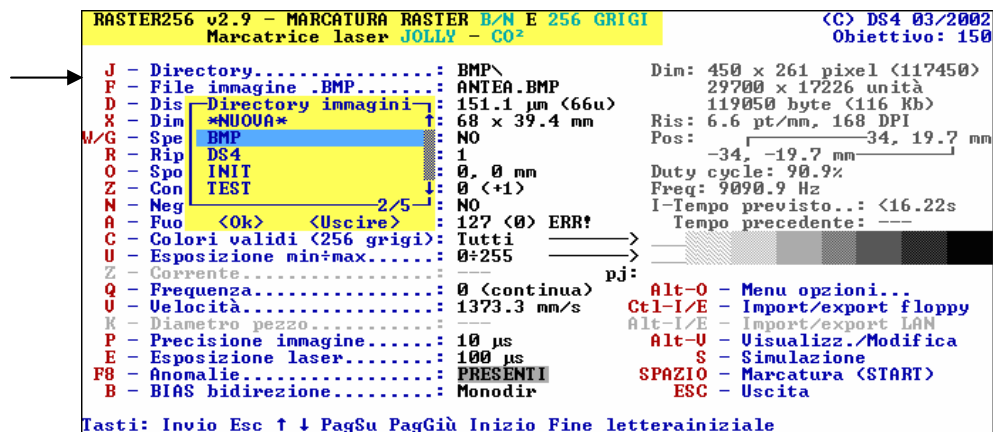 RASTER256 v2.9 – MARCATURA RASTER B/N E 256 GRIGI (C) DS4 03/2002
Marcatrice laser JOLLY – CO² Obiettivo: 150
J – Directory................: BMP\ Dim: 450 x 261 pixel (117450)
F – File immagine .BMP.......: ANTEA.BMP 29700 x 17226 unità
D – Dis Directory immagini : 151.1 µm (66u) 119050 byte (116 Kb)
X – Dim *NUOVA* ↑: 68 x 39.4 mm Ris: 6.6 pt/mm, 168 DPI
W/G – Spe BMP : NO Pos: 34, 19.7 mm
R – Rip DS4 : 1 -34, -19.7 mm
O – Spo INIT : 0, 0 mm Duty cycle: 90.9%
Z – Con TEST ↓: 0 (+1) Freq: 9090.9 Hz
N – Neg 2/5 : NO I-Tempo previsto..: <16.22s
A – Fuo <Ok> <Uscire> : 127 (0) ERR! Tempo precedente: ---
C – Colori validi (256 grigi): Tutti
U – Esposizione min÷max......: 0÷255
Z – Corrente.................: --- pj:
Q – Frequenza................: 0 (continua) Alt-O – Menu opzioni...
V – Velocità.................: 1373.3 mm/s Ctl-I/E – Import/export floppy
K – Diametro pezzo...........: --- Alt-I/E – Import/export LAN
P – Precisione immagine......: 10 µs Alt-V – Visualizz./Modifica
E – Esposizione laser........: 100 µs S – Simulazione
F8 – Anomalie.................: PRESENTI SPAZIO – Marcatura (START)
B – BIAS bidirezione.........: Monodir ESC – Uscita
Tasti: Invio Esc ↑ ↓ PagSu PagGiù Inizio Fine letterainiziale